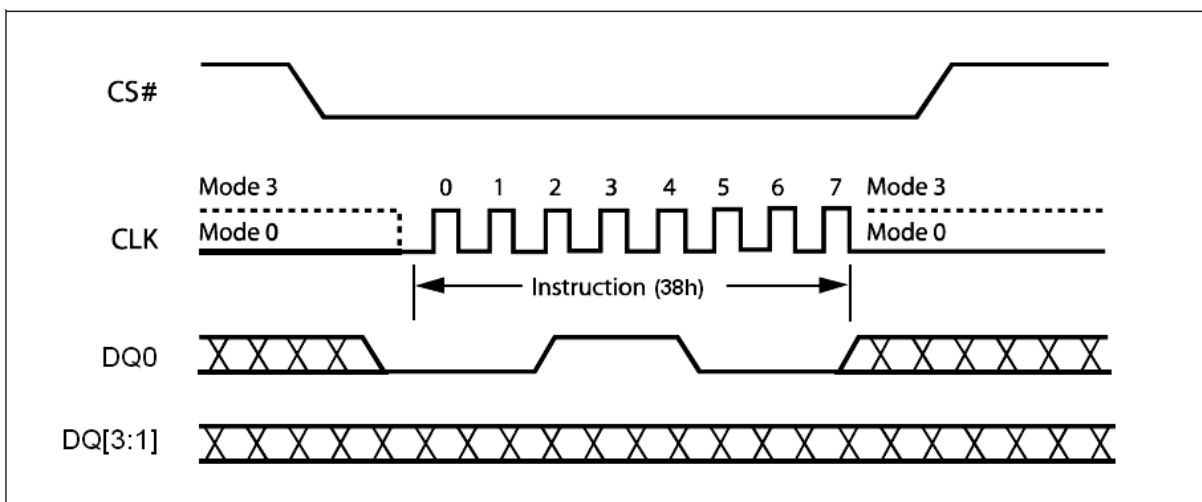 CS#
Mode 3 0 1 2 3 4 5 6 7 Mode 3
CLK Mode 0 Mode 0
Instruction (38h)
DQ0
DQ[3:1]